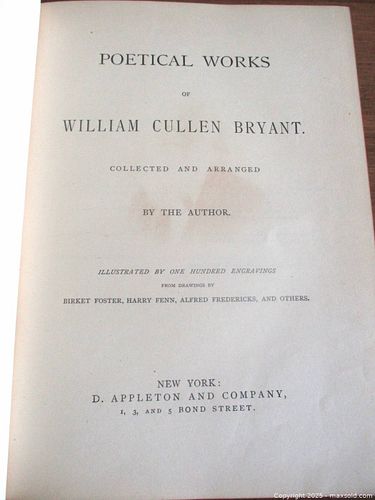 POETICAL WORKS
OF
WILLIAM CULLEN BRYANT.
COLLECTED AND ARRANGED
BY THE AUTHOR.
ILLUSTRATED BY ONE HUNDRED ENGRAVINGS
FROM DRAWINGS BY
BIRKET FOSTER, HARRY FENN, ALFRED FREDERICKS, AND OTHERS.
NEW YORK:
D. APPLETON AND COMPANY,
1, 3, AND 5 BOND STREET.
Copyright 2025 - maxsold.com